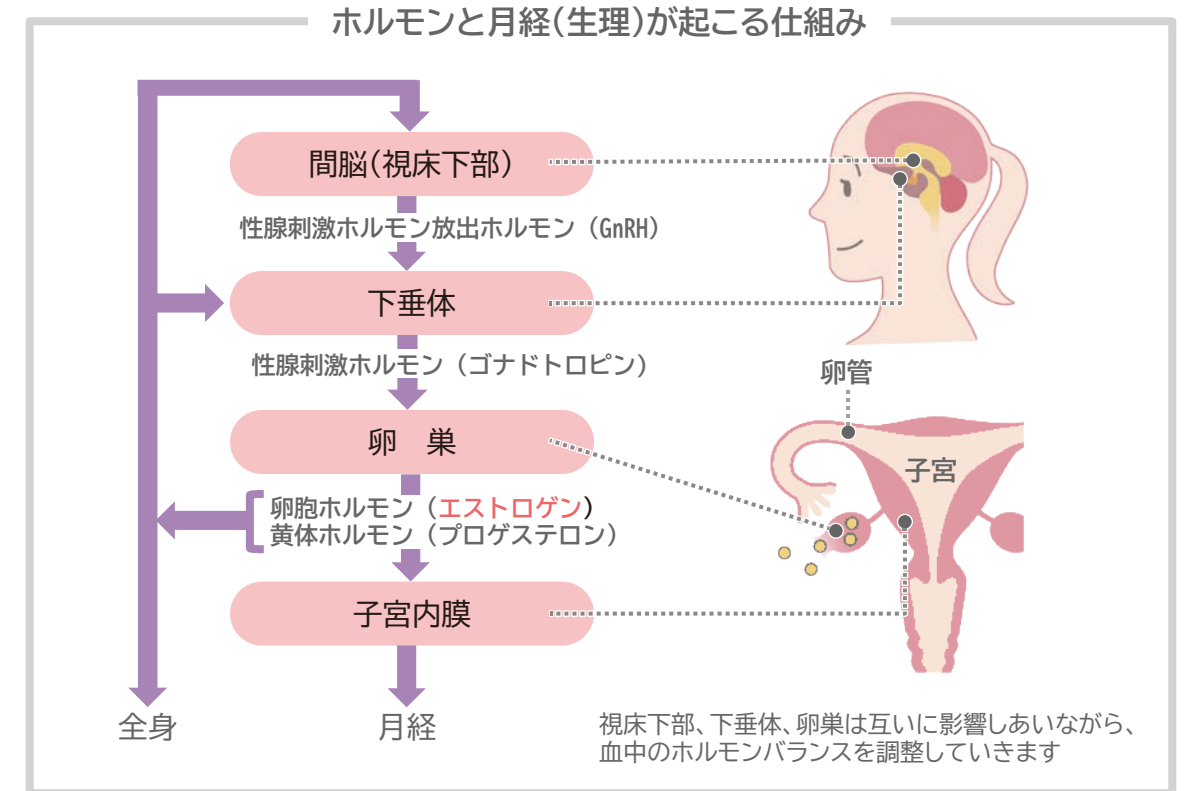 ホルモンと月経(生理)が起こる仕組み
間脳(視床下部)
性腺刺激ホルモン放出ホルモン(GnRH)
下垂体
性腺刺激ホルモン(ゴナドトロピン)
卵管
卵　巣
子宮
卵胞ホルモン(エストロゲン)
黄体ホルモン(プロゲステロン)
子宮内膜
全身
月経
視床下部、下垂体、卵巣は互いに影響しあいながら、
血中のホルモンバランスを調整していきます